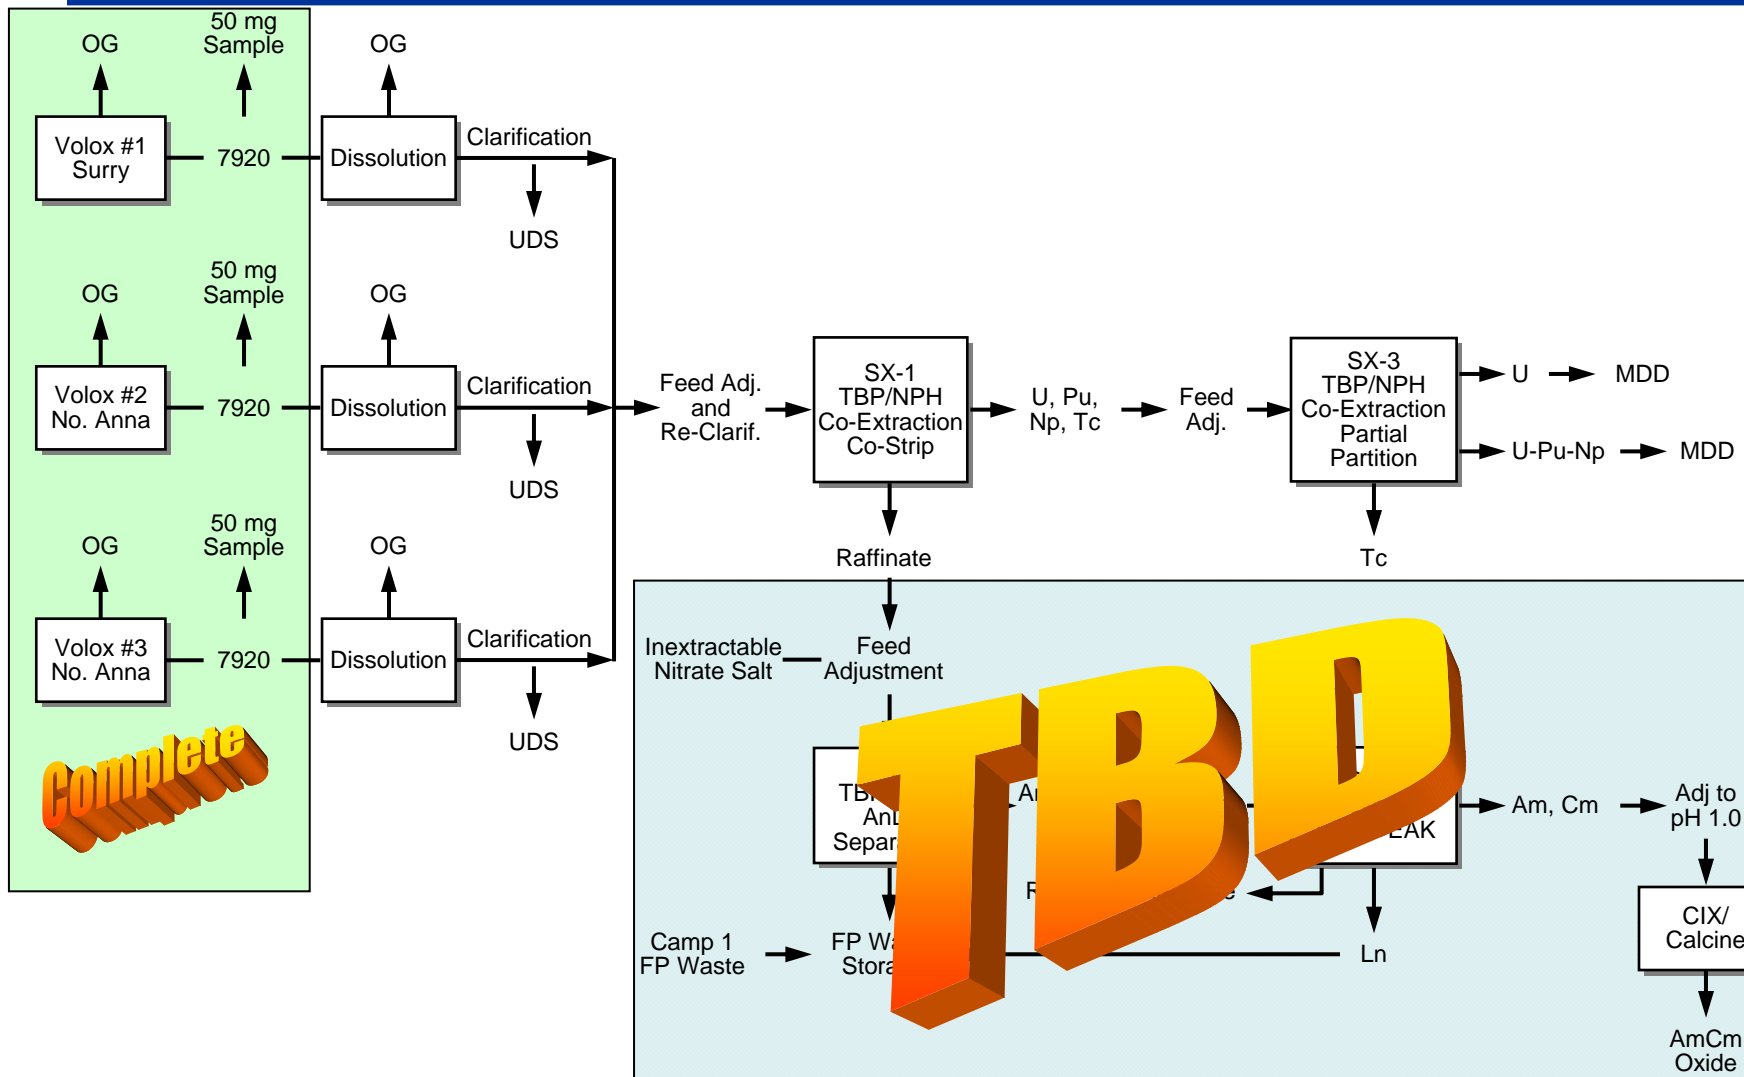 OG
50 mg
Sample
OG
Volox #1
Surry
7920
Dissolution
Clarification
UDS
OG
50 mg
Sample
OG
Volox #2
No. Anna
7920
Dissolution
Clarification
UDS
OG
50 mg
Sample
OG
Volox #3
No. Anna
7920
Dissolution
Clarification
UDS
Complete
Feed Adj.
and
Re-Clarif.
SX-1
TBP/NPH
Co-Extraction
Co-Strip
U, Pu,
Np, Tc
Feed
Adj.
SX-3
TBP/NPH
Co-Extraction
Partial
Partition
U
MDD
U-Pu-Np
MDD
Raffinate
Tc
Inextractable
Nitrate Salt
Feed
Adjustment
TBD
Am, Cm
Adj to
pH 1.0
CIX/
Calcine
AmCm
Oxide
Camp 1
FP Waste
FP
Ln